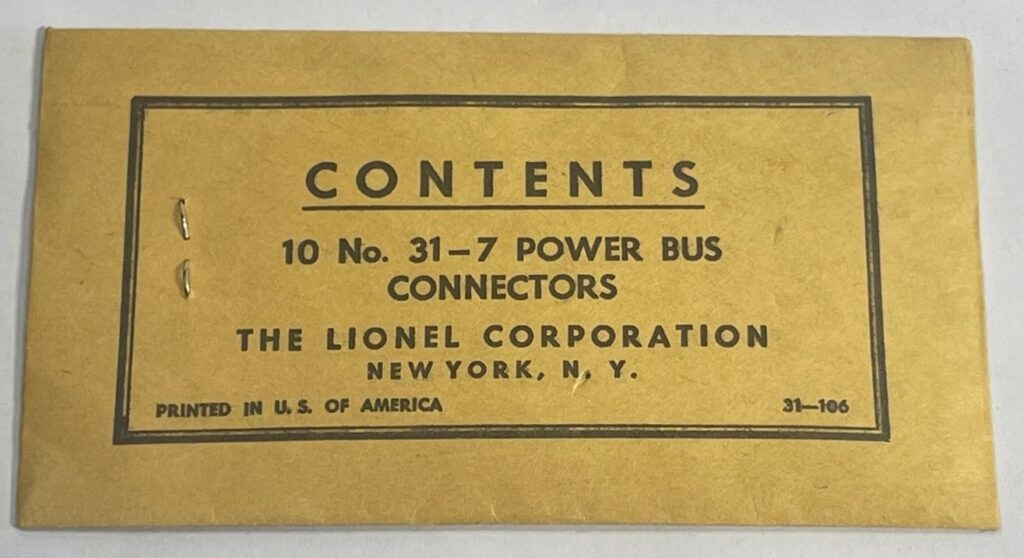 CONTENTS
10 No. 31-7 POWER BUS
CONNECTORS
THE LIONEL CORPORATION
NEW YORK, N. Y.
PRINTED IN U. S. OF AMERICA
31—106